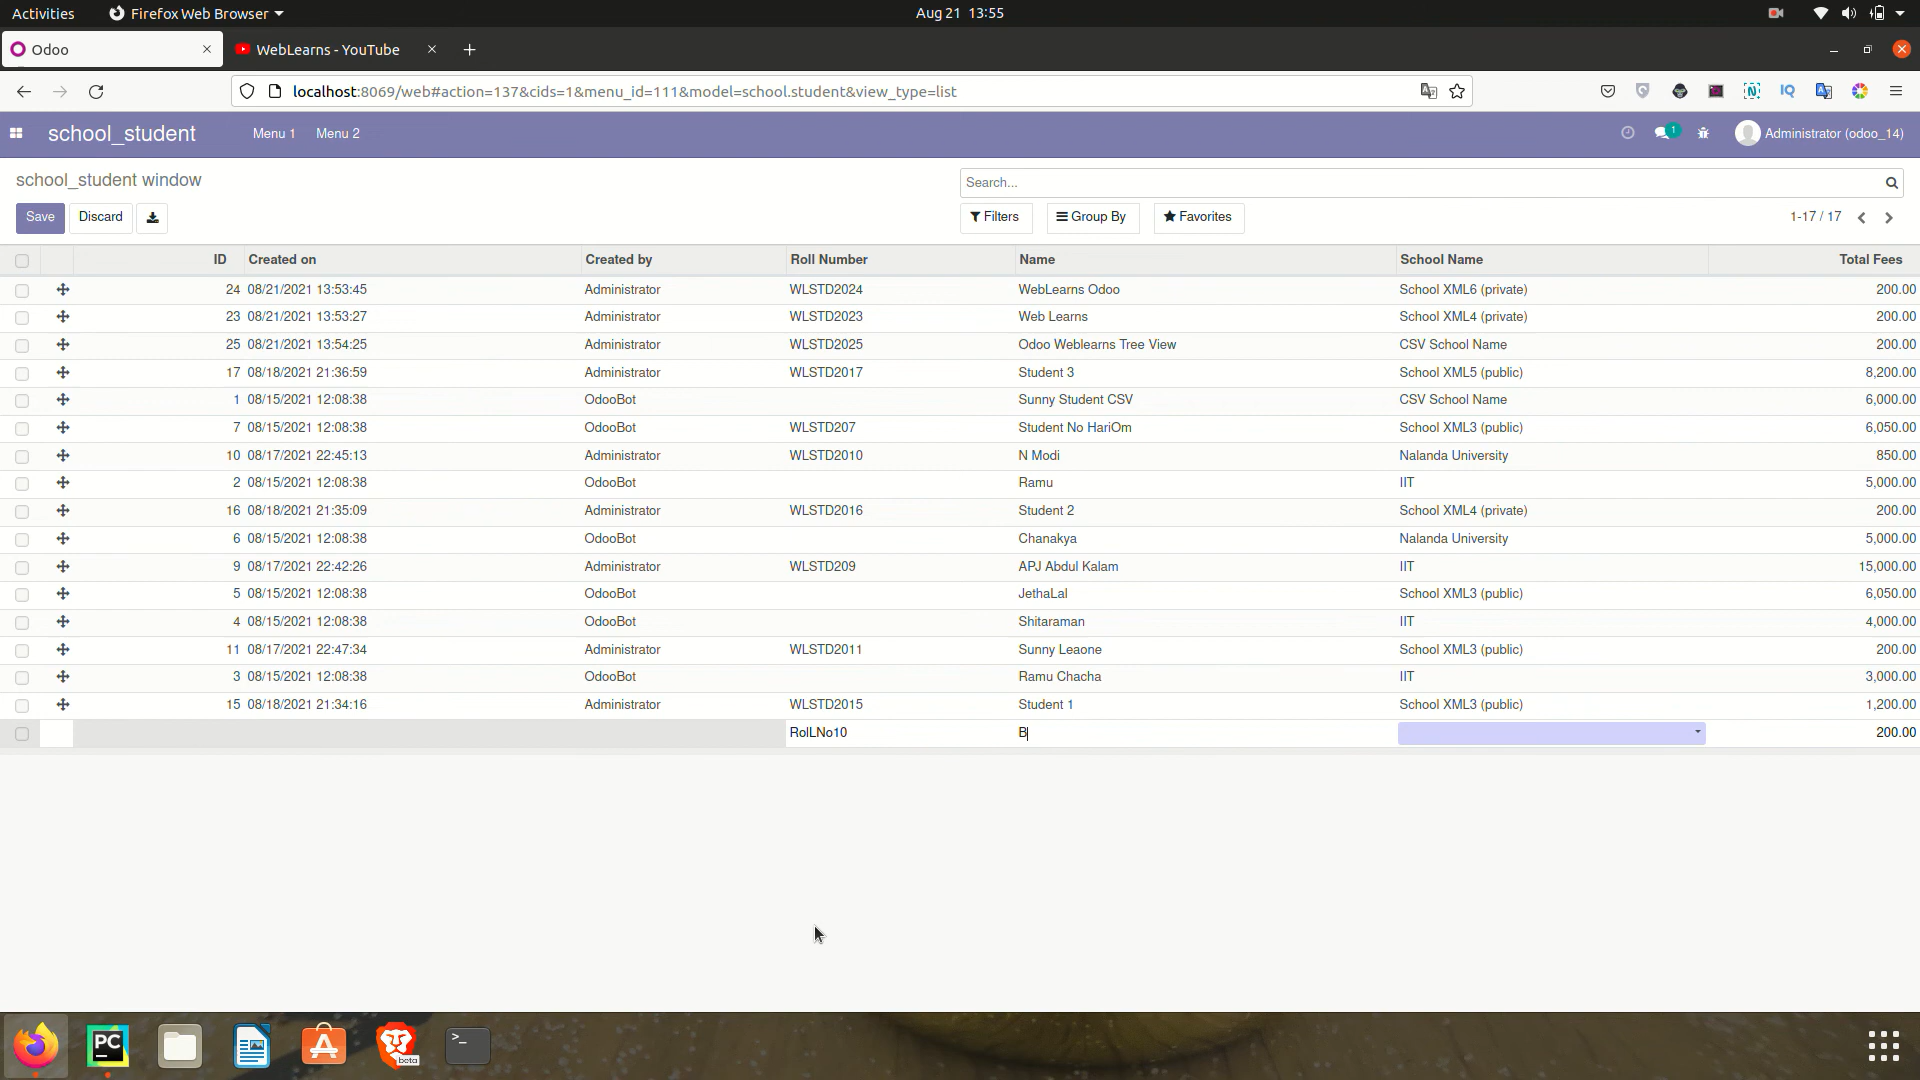 Activities Firefox Web Browser Aug 21 13:55
Odoo WebLearns - YouTube
localhost:8069/web#action=137&cids=1&menu_id=111&model=school.student&view_type=list
school_student Menu 1 Menu 2 1 Administrator (odoo_14)
school_student window Search...
Save Discard Filters Group By Favorites 1-17 / 17
ID Created on Created by Roll Number Name School Name Total Fees
24 08/21/2021 13:53:45 Administrator WLSTD2024 WebLearns Odoo School XML6 (private) 200.00
23 08/21/2021 13:53:27 Administrator WLSTD2023 Web Learns School XML4 (private) 200.00
25 08/21/2021 13:54:25 Administrator WLSTD2025 Odoo Weblearns Tree View CSV School Name 200.00
17 08/18/2021 21:36:59 Administrator WLSTD2017 Student 3 School XML5 (public) 8,200.00
1 08/15/2021 12:08:38 OdooBot Sunny Student CSV CSV School Name 6,000.00
7 08/15/2021 12:08:38 OdooBot WLSTD207 Student No HariOm School XML3 (public) 6,050.00
10 08/17/2021 22:45:13 Administrator WLSTD2010 N Modi Nalanda University 850.00
2 08/15/2021 12:08:38 OdooBot Ramu IIT 5,000.00
16 08/18/2021 21:35:09 Administrator WLSTD2016 Student 2 School XML4 (private) 200.00
6 08/15/2021 12:08:38 OdooBot Chanakya Nalanda University 5,000.00
9 08/17/2021 22:42:26 Administrator WLSTD209 APJ Abdul Kalam IIT 15,000.00
5 08/15/2021 12:08:38 OdooBot JethaLal School XML3 (public) 6,050.00
4 08/15/2021 12:08:38 OdooBot Shitaraman IIT 4,000.00
11 08/17/2021 22:47:34 Administrator WLSTD2011 Sunny Leaone School XML3 (public) 200.00
3 08/15/2021 12:08:38 OdooBot Ramu Chacha IIT 3,000.00
15 08/18/2021 21:34:16 Administrator WLSTD2015 Student 1 School XML3 (public) 1,200.00
RolLNo10 B 200.00
PC beta >_